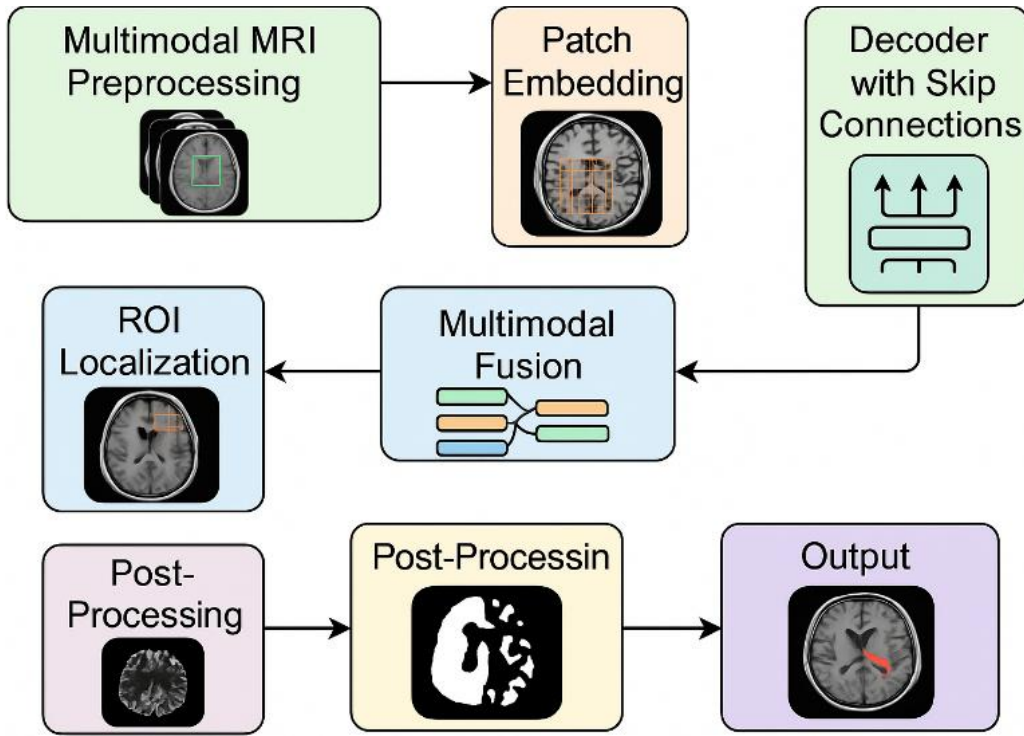 Multimodal MRI
Preprocessing
Patch
Embedding
Decoder
with Skip
Connections
ROI
Localization
Multimodal
Fusion
Post-
Processing
Post-Processin
Output